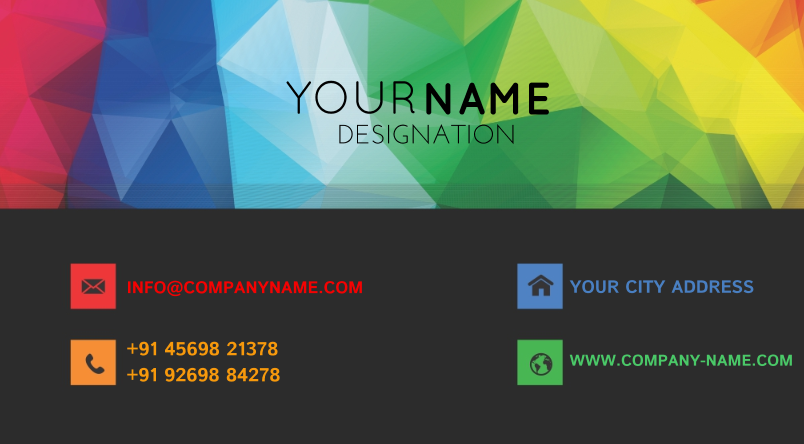 YOURNAME
DESIGNATION
INFO@COMPANYNAME.COM
+91 45698 21378
+91 92698 84278
YOUR CITY ADDRESS
WWW.COMPANY-NAME.COM